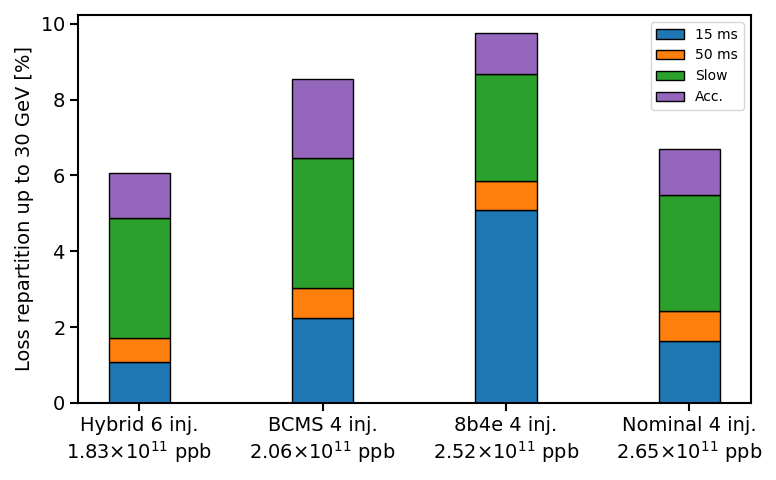 Loss repartition up to 30 GeV [%]
10
8
6
4
2
0
15 ms
50 ms
Slow
Acc.
Hybrid 6 inj.
1.83×10¹¹ ppb
BCMS 4 inj.
2.06×10¹¹ ppb
8b4e 4 inj.
2.52×10¹¹ ppb
Nominal 4 inj.
2.65×10¹¹ ppb